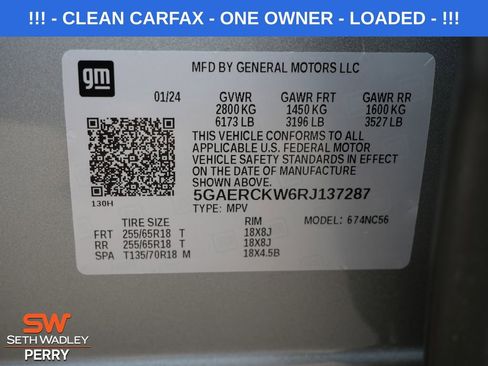 !!! - CLEAN CARFAX - ONE OWNER - LOADED - !!!
gm
MFD BY GENERAL MOTORS LLC
01/24 GVWR GAWR FRT GAWR RR
2800 KG 1450 KG 1600 KG
6173 LB 3196 LB 3527 LB
THIS VEHICLE CONFORMS TO ALL
APPLICABLE U.S. FEDERAL MOTOR
VEHICLE SAFETY STANDARDS IN EFFECT
ON THE DATE OF MANUFACTURE SHOWN ABOVE.
5GAERCKW6RJ137287
130H
TYPE: MPV
TIRE SIZE RIM MODEL: 674NC56
FRT 255/65R18 T 18X8J
RR 255/65R18 T 18X8J
SPA T135/70R18 M 18X4.5B
SW
SETH WADLEY
PERRY